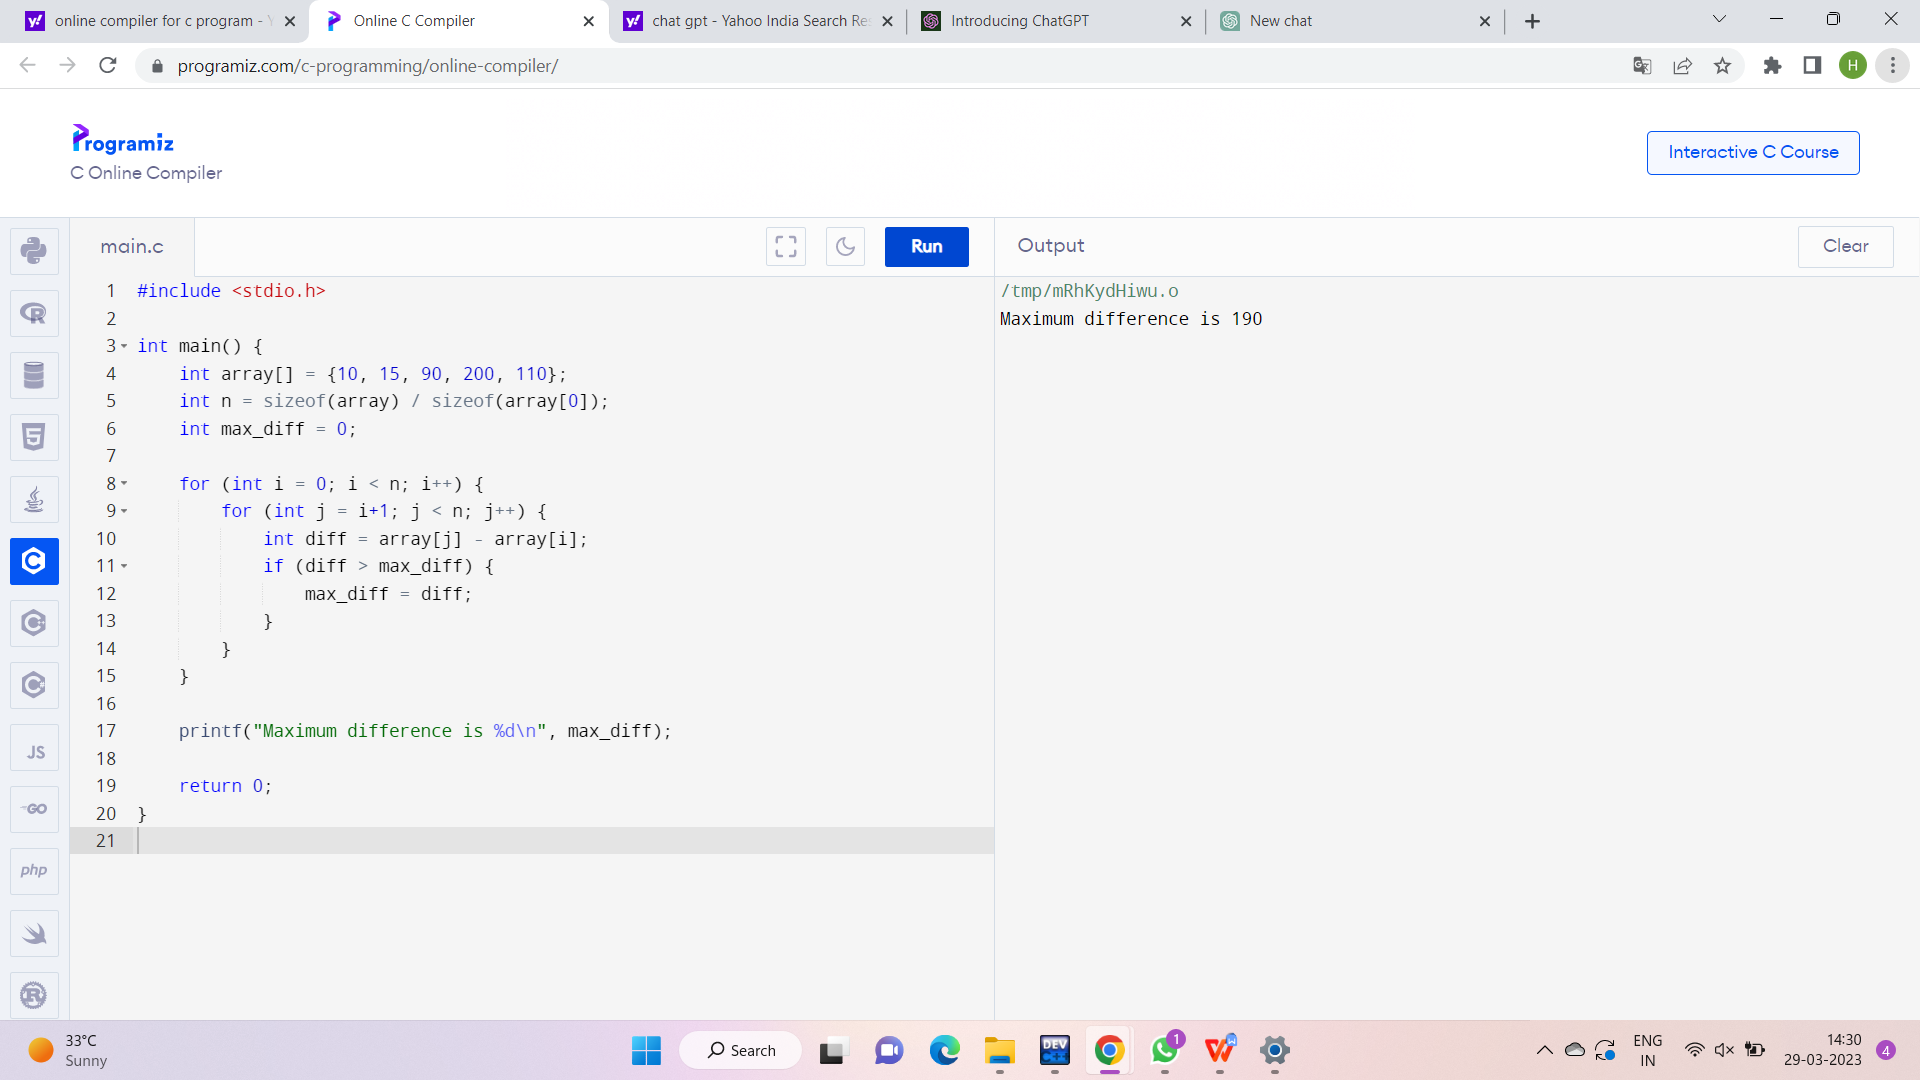 online compiler for c program - Y
Online C Compiler
chat gpt - Yahoo India Search Res
Introducing ChatGPT
New chat
programiz.com/c-programming/online-compiler/
H
Programiz
C Online Compiler
Interactive C Course
main.c
Run
Output
Clear
1 #include <stdio.h>
2
3 int main() {
4     int array[] = {10, 15, 90, 200, 110};
5     int n = sizeof(array) / sizeof(array[0]);
6     int max_diff = 0;
7
8     for (int i = 0; i < n; i++) {
9         for (int j = i+1; j < n; j++) {
10             int diff = array[j] - array[i];
11             if (diff > max_diff) {
12                 max_diff = diff;
13             }
14         }
15     }
16
17     printf("Maximum difference is %d\n", max_diff);
18
19     return 0;
20 }
21
/tmp/mRhKydHiwu.o
Maximum difference is 190
JS
GO
php
33°C
Sunny
Search
DEV
C++
1
ENG
IN
14:30
29-03-2023
4